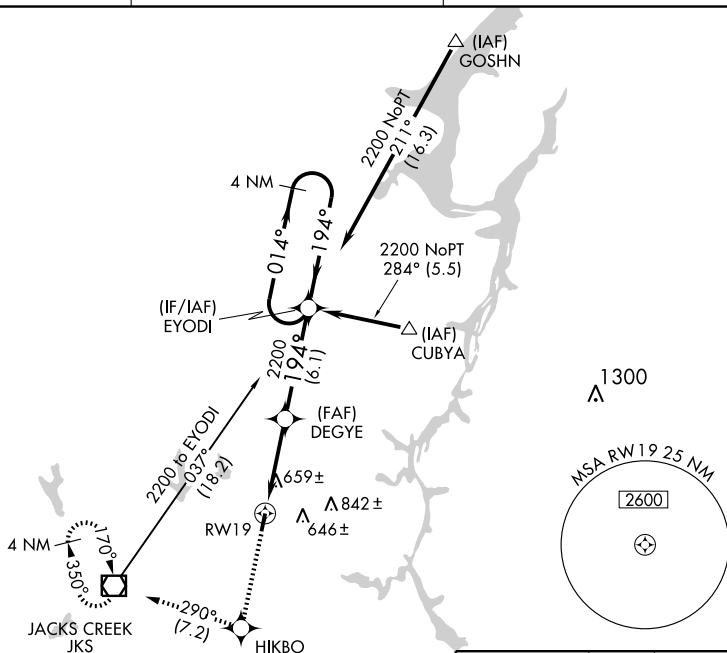 (IAF)
GOSHN
2200 NoPT
211°
(16.3)
4 NM
014°
194°
2200 NoPT
284° (5.5)
(IF/IAF)
EYODI
(IAF)
CUBYA
2200
194°
(6.1)
1300
(FAF)
DEGYE
2200 to EYODI
037°
(18.2)
MSA RW19 25 NM
2600
659±
842±
646±
RW19
4 NM
170°
350°
290°
(7.2)
JACKS CREEK
JKS
HIKBO